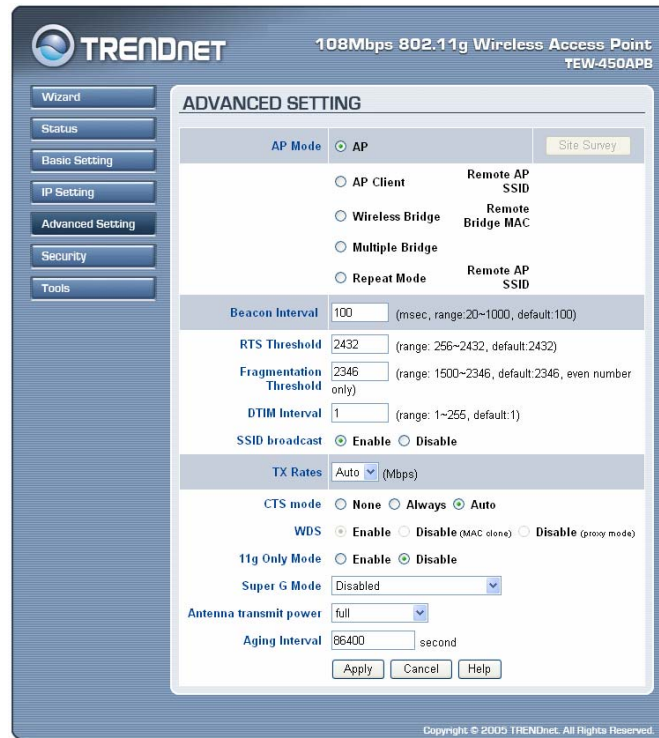 TRENDNET
108Mbps 802.11g Wireless Access Point
TEW-450APB
Wizard
Status
Basic Setting
IP Setting
Advanced Setting
Security
Tools
ADVANCED SETTING
AP Mode AP Site Survey
AP Client Remote AP SSID
Wireless Bridge Remote Bridge MAC
Multiple Bridge
Repeat Mode Remote AP SSID
Beacon Interval 100 (msec, range:20~1000, default:100)
RTS Threshold 2432 (range: 256~2432, default:2432)
Fragmentation Threshold 2346 (range: 1500~2346, default:2346, even number only)
DTIM Interval 1 (range: 1~255, default:1)
SSID broadcast Enable Disable
TX Rates Auto (Mbps)
CTS mode None Always Auto
WDS Enable Disable (MAC clone) Disable (proxy mode)
11g Only Mode Enable Disable
Super G Mode Disabled
Antenna transmit power full
Aging Interval 86400 second
Apply Cancel Help
Copyright © 2005 TRENDnet. All Rights Reserved.